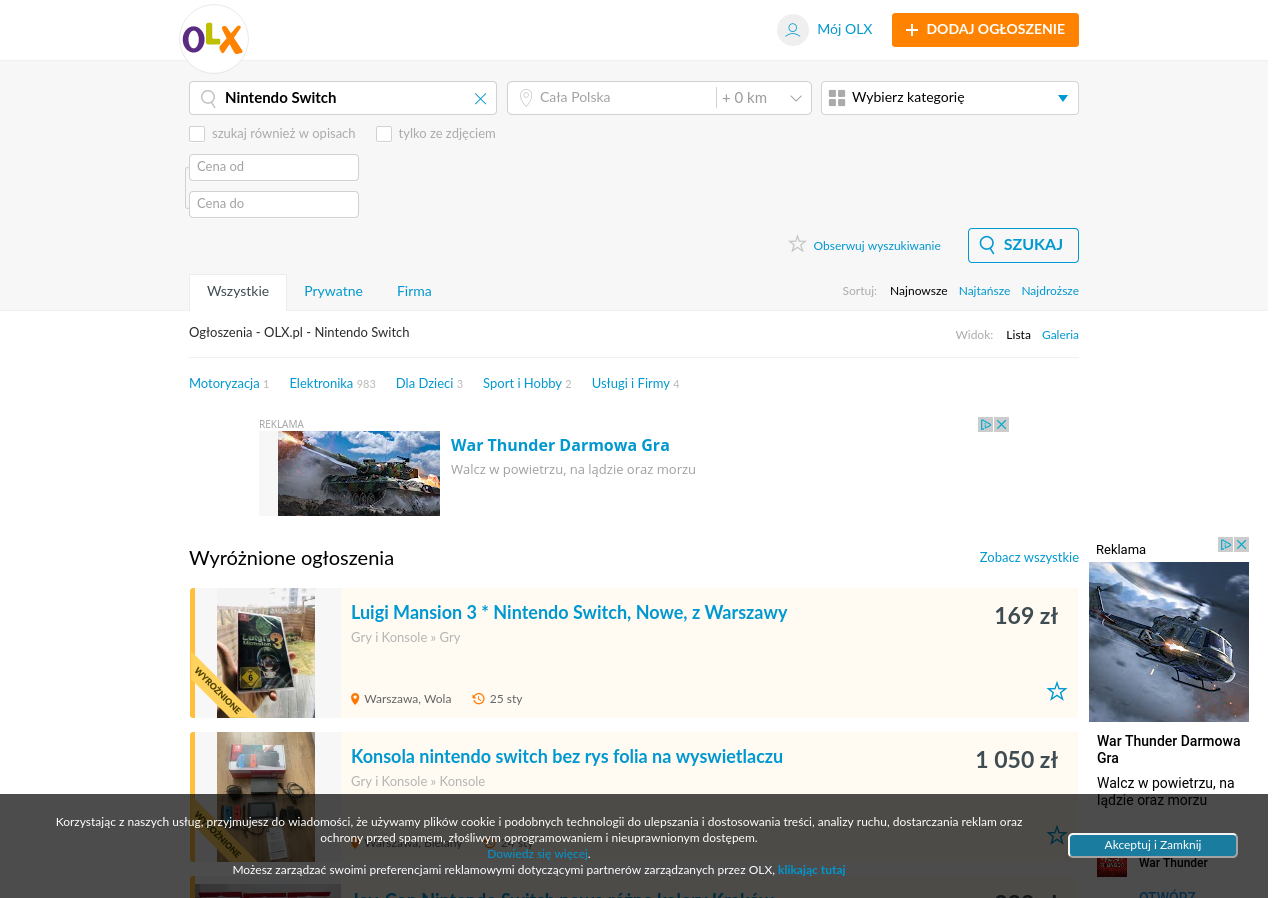 OLX
Mój OLX
DODAJ OGŁOSZENIE
Nintendo Switch
Cała Polska
+ 0 km
Wybierz kategorię
szukaj również w opisach
tylko ze zdjęciem
Cena od
Cena do
Obserwuj wyszukiwanie
SZUKAJ
Wszystkie
Prywatne
Firma
Sortuj: Najnowsze Najtańsze Najdroższe
Ogłoszenia - OLX.pl - Nintendo Switch
Widok: Lista Galeria
Motoryzacja 1
Elektronika 983
Dla Dzieci 3
Sport i Hobby 2
Usługi i Firmy 4
REKLAMA
War Thunder Darmowa Gra
Walcz w powietrzu, na lądzie oraz morzu
Wyróżnione ogłoszenia
Zobacz wszystkie
Reklama
Luigi Mansion 3 * Nintendo Switch, Nowe, z Warszawy
169 zł
Gry i Konsole » Gry
WYRÓŻNIONE
Warszawa, Wola
25 sty
Konsola nintendo switch bez rys folia na wyswietlaczu
1 050 zł
Gry i Konsole » Konsole
War Thunder Darmowa
Gra
Walcz w powietrzu, na
lądzie oraz morzu
Korzystając z naszych usług, przyjmujesz do wiadomości, że używamy plików cookie i podobnych technologii do ulepszania i dostosowania treści, analizy ruchu, dostarczania reklam oraz
ochrony przed spamem, złośliwym oprogramowaniem i nieuprawnionym dostępem.
Dowiedz się więcej.
Możesz zarządzać swoimi preferencjami reklamowymi dotyczącymi partnerów zarządzanych przez OLX, klikając tutaj
Akceptuj i Zamknij
WYRÓŻNIONE
Warszawa, Bielany
War Thunder
OTWÓRZ